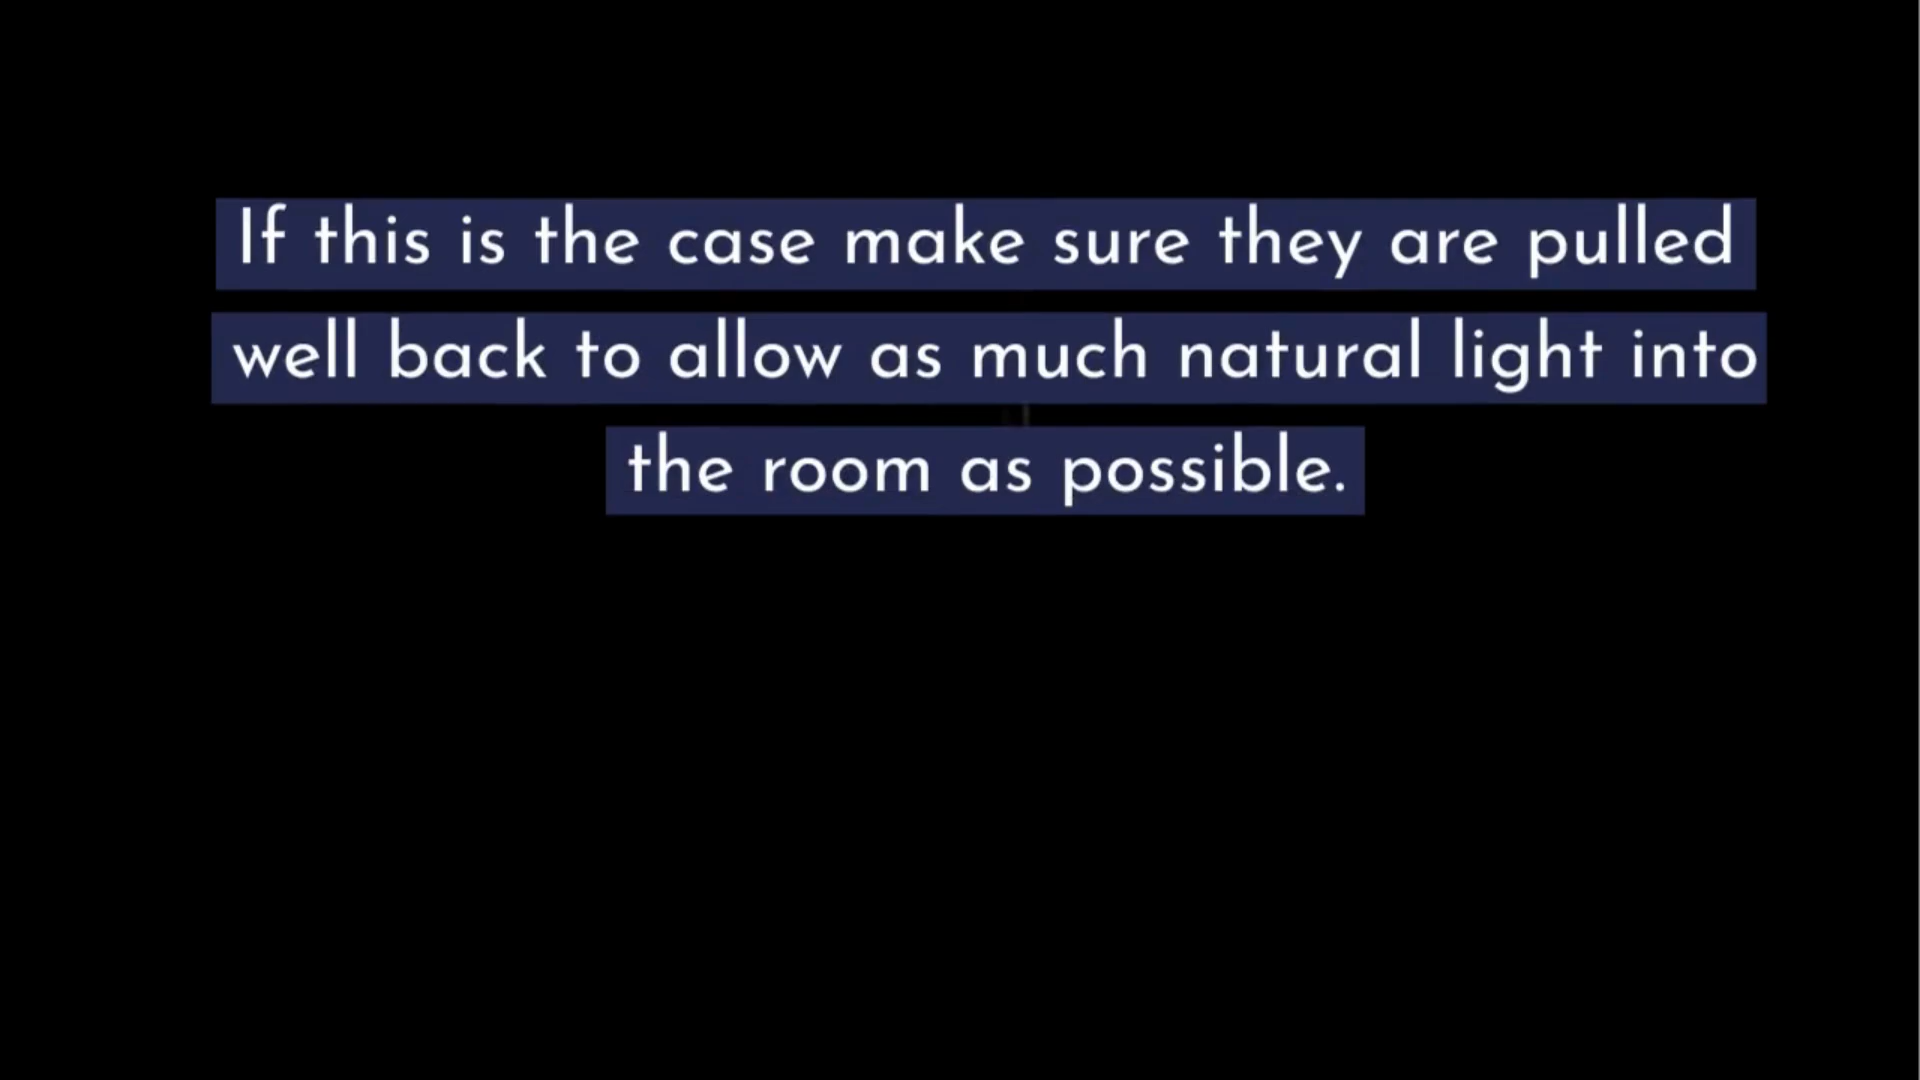 If this is the case make sure they are pulled
well back to allow as much natural light into
the room as possible.